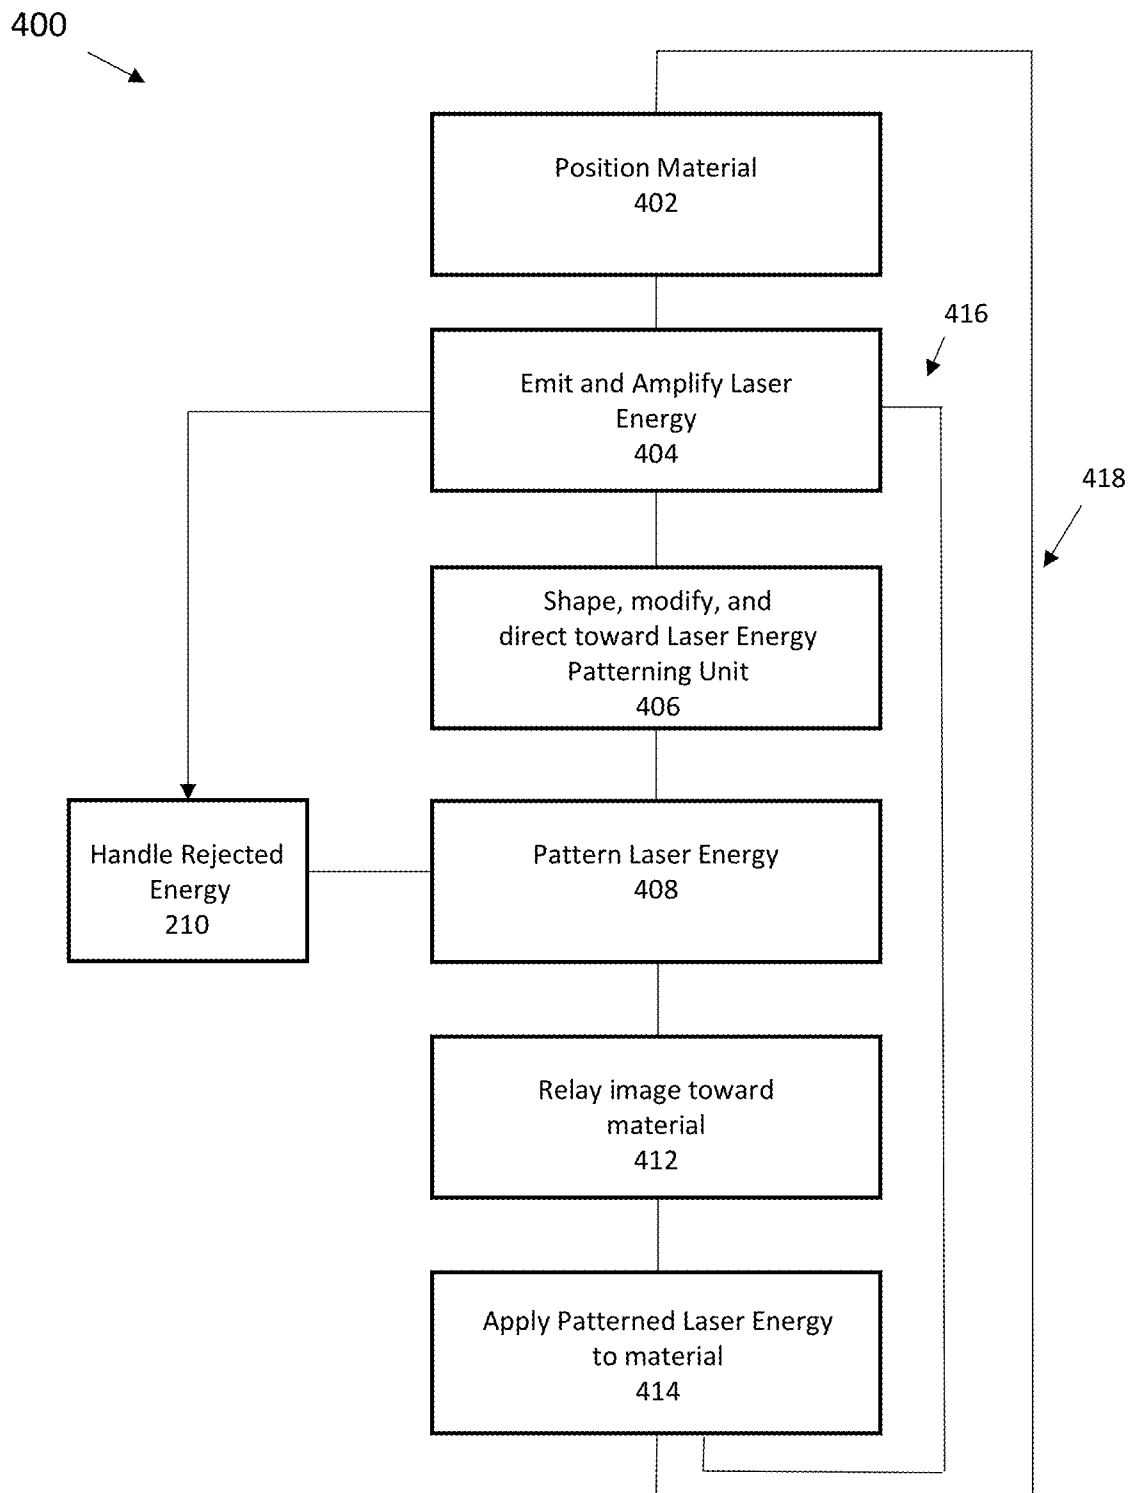 400
Position Material
402
416
Emit and Amplify Laser
Energy
404
418
Shape, modify, and
direct toward Laser Energy
Patterning Unit
406
Handle Rejected
Energy
210
Pattern Laser Energy
408
Relay image toward
material
412
Apply Patterned Laser Energy
to material
414